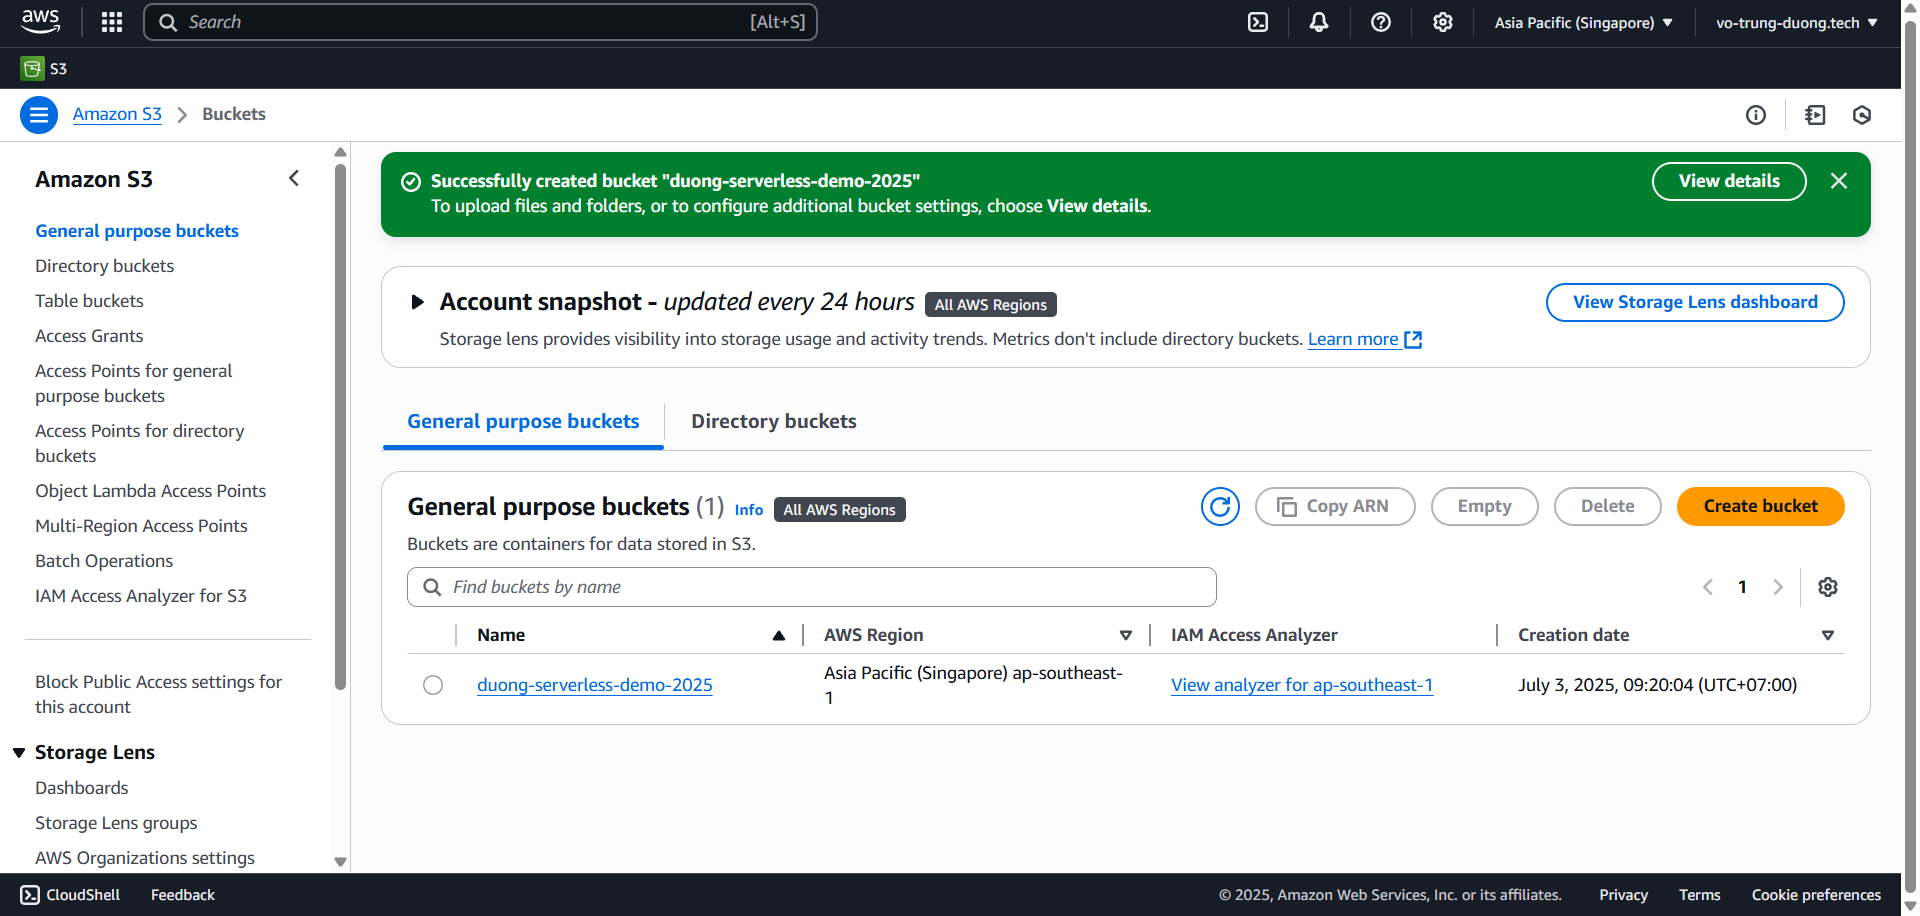 aws
Search [Alt+S]
Asia Pacific (Singapore)
vo-trung-duong.tech
S3
Amazon S3
Buckets
Amazon S3
General purpose buckets
Directory buckets
Table buckets
Access Grants
Access Points for general
purpose buckets
Access Points for directory
buckets
Object Lambda Access Points
Multi-Region Access Points
Batch Operations
IAM Access Analyzer for S3
Block Public Access settings for
this account
Storage Lens
Dashboards
Storage Lens groups
AWS Organizations settings
Successfully created bucket "duong-serverless-demo-2025"
To upload files and folders, or to configure additional bucket settings, choose View details.
View details
Account snapshot - updated every 24 hours All AWS Regions
View Storage Lens dashboard
Storage lens provides visibility into storage usage and activity trends. Metrics don't include directory buckets. Learn more
General purpose buckets
Directory buckets
General purpose buckets (1) Info All AWS Regions
Copy ARN
Empty
Delete
Create bucket
Buckets are containers for data stored in S3.
Find buckets by name
1
Name
AWS Region
IAM Access Analyzer
Creation date
duong-serverless-demo-2025
Asia Pacific (Singapore) ap-southeast-
1
View analyzer for ap-southeast-1
July 3, 2025, 09:20:04 (UTC+07:00)
CloudShell
Feedback
© 2025, Amazon Web Services, Inc. or its affiliates.
Privacy
Terms
Cookie preferences